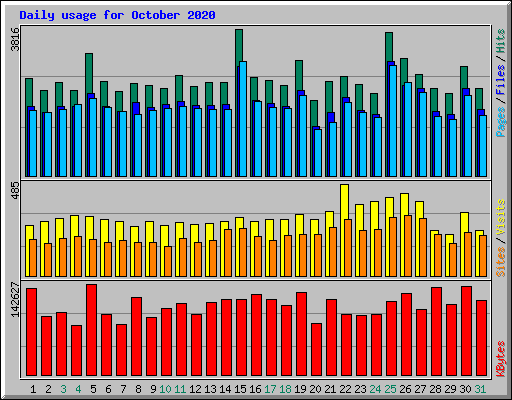 Daily usage for October 2020
3816
Pages / Files / Hits
485
Sites / Visits
142627
KBytes
1 2 3 4 5 6 7 8 9 10 11 12 13 14 15 16 17 18 19 20 21 22 23 24 25 26 27 28 29 30 31